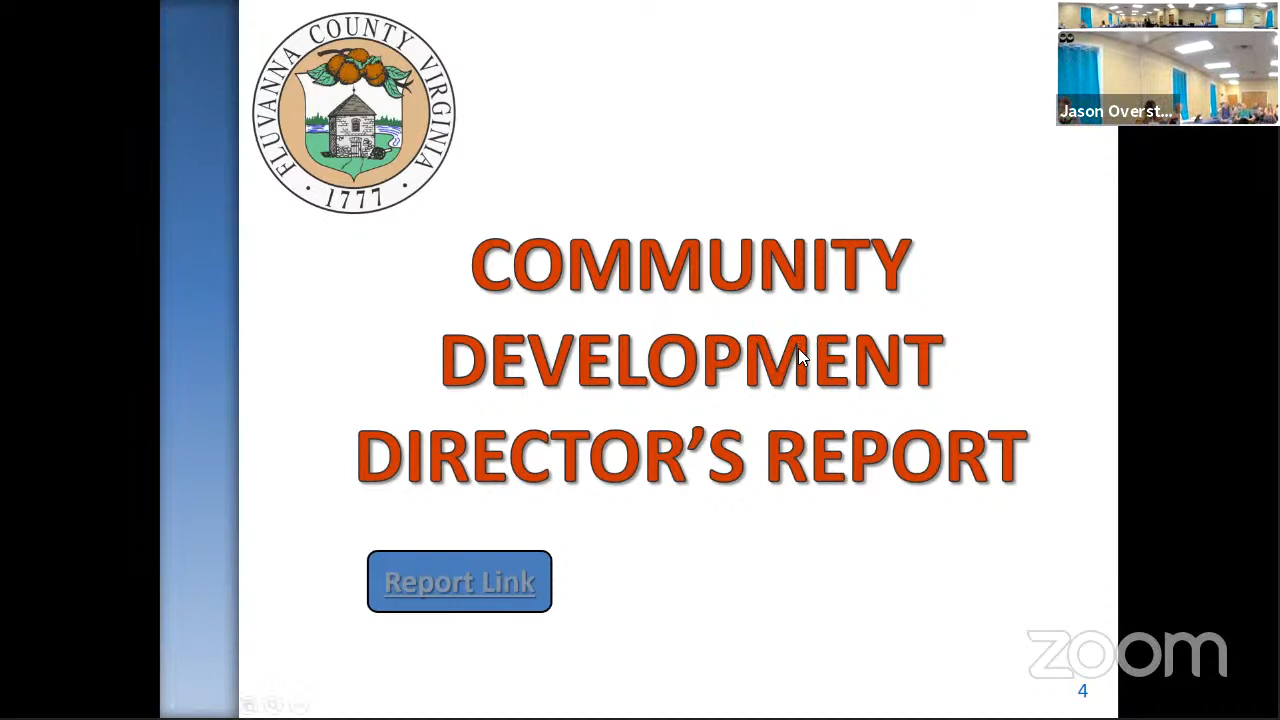 FLUVANNA COUNTY VIRGINIA
· 1777 ·
Jason Overst...
COMMUNITY
DEVELOPMENT
DIRECTOR’S REPORT
Report Link
zoom
4